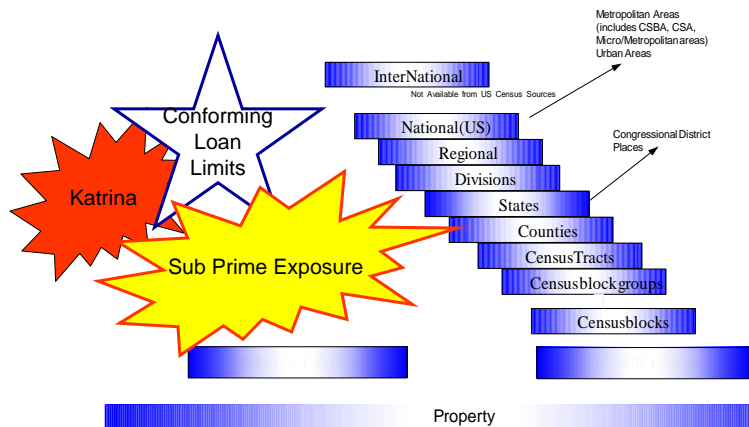 Metropolitan Areas
(includes CSBA, CSA,
Micro/Metropolitan areas)
Urban Areas
InterNational
Not Available from US Census Sources
Conforming
Loan
Limits
National(US)
Congressional District
Places
Regional
Divisions
Katrina
States
Counties
CensusTracts
Sub Prime Exposure
Censusblockgroups
Censusblocks
Property